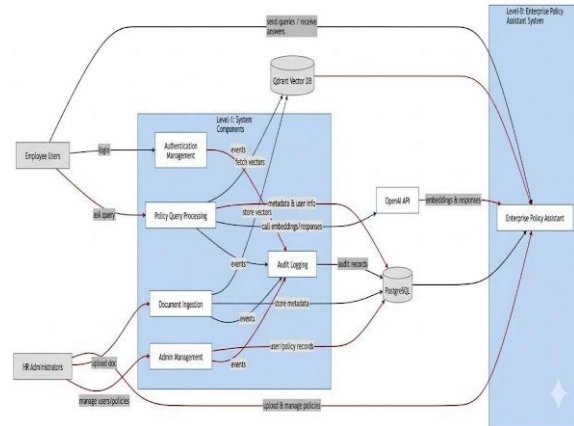 send queries / receive
answers
Level-0: Enterprise Policy
Assistant System
Qdrant Vector DB
Level-1: System
Components
Employee Users
login
Authentication
Management
events
fetch vectors
ask query
Policy Query Processing
metadata & user info
store vectors
call embeddings/responses
OpenAI API
embeddings & responses
Enterprise Policy Assistant
events
Audit Logging
audit records
PostgreSQL
Document Ingestion
store metadata
events
HR Administrators
upload doc
Admin Management
user/policy records
events
manage users/policies
upload & manage policies